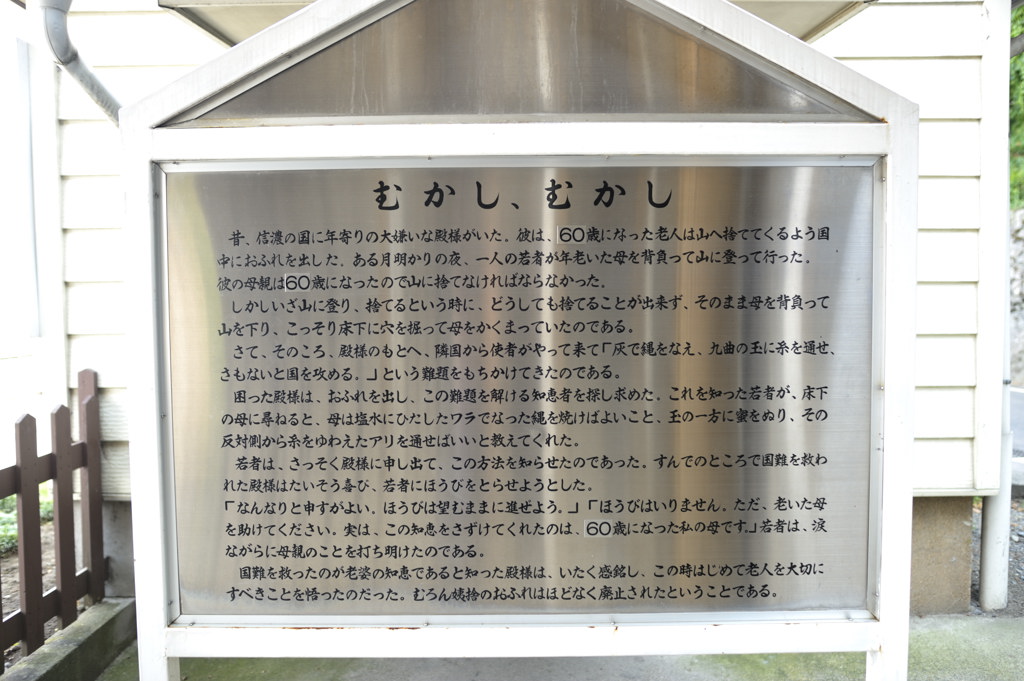 むかし、むかし
昔、信濃の国に年寄りの大嫌いな殿様がいた。彼は、60歳になった老人は山へ捨ててくるよう国
中におふれを出した。ある月明かりの夜、一人の若者が年老いた母を背負って山に登って行った。
彼の母親は60歳になったので山に捨てなければならなかった。
しかしいざ山に登り、捨てるという時に、どうしても捨てることが出来ず、そのまま母を背負って
山を下り、こっそり床下に穴を掘って母をかくまっていたのである。
さて、そのころ、殿様のもとへ、隣国から使者がやって来て「灰で縄をなえ、九曲の玉に糸を通せ、
さもないと国を攻める。」という難題をもちかけてきたのである。
困った殿様は、おふれを出し、この難題を解ける知恵者を探し求めた。これを知った若者が、床下
の母に尋ねると、母は塩水にひだしたワラでなった縄を焼けばよいこと、玉の一方に蜜をぬり、その
反対側から糸をゆわえたアリを通せばいいと教えてくれた。
若者は、さっそく殿様に申し出て、この方法を知らせたのであった。すんでのところで国難を救わ
れた殿様はたいそう喜び、若者にほうびをとらせようとした。
「なんなりと申すがよい。ほうびは望むままに進ぜよう。」「ほうびはいりません。ただ、老いた母
を助けてください。実は、この知恵をさずけてくれたのは、60歳になった私の母です。」若者は、涙
ながらに母親のことを打ち明けたのである。
国難を救ったのが老婆の知恵であると知った殿様は、いたく感銘し、この時はじめて老人を大切に
すべきことを悟ったのだった。むろん姨捨のおふれはほどなく廃止されたということである。